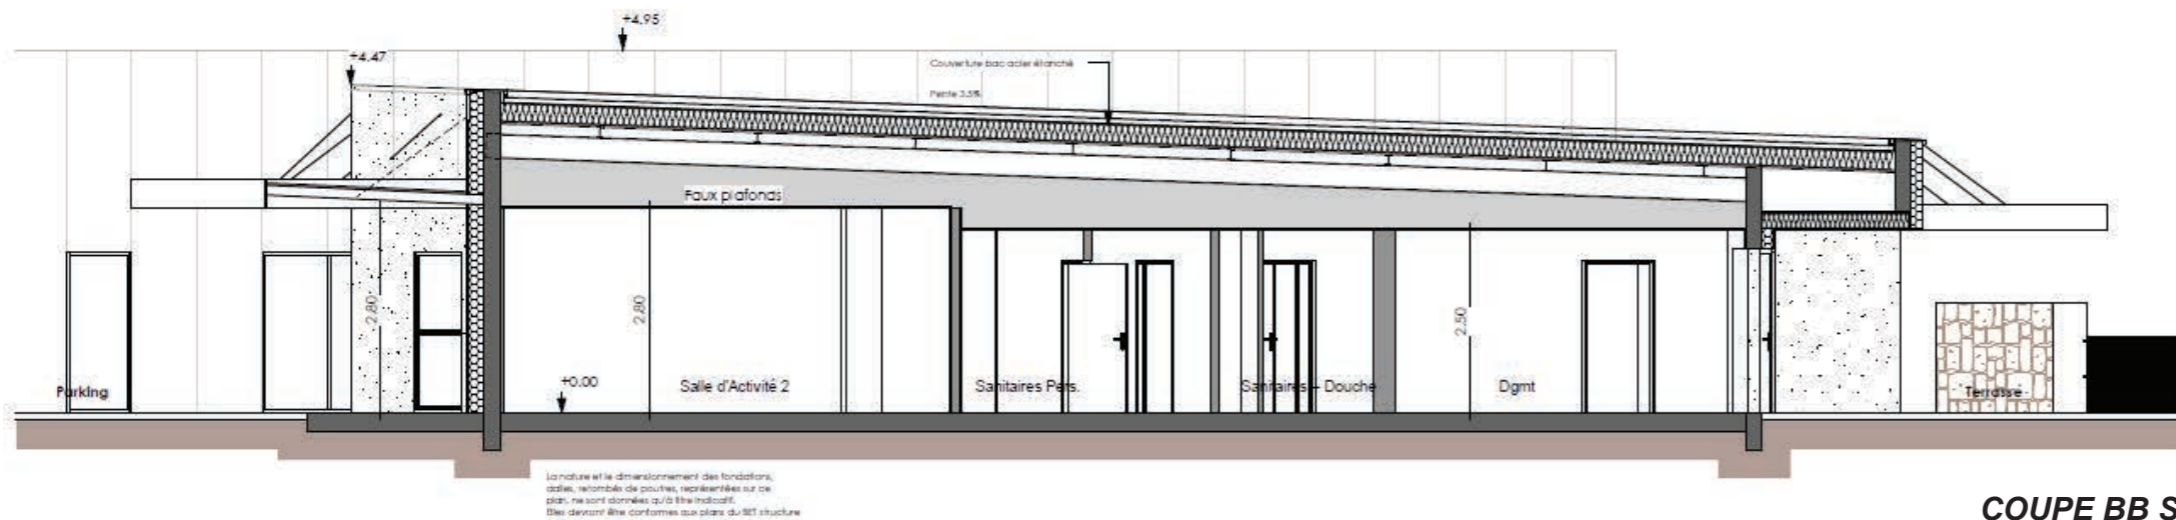 +4.95
+4.47
Couverture bac acier étanché
Pente 3.5%
Faux plafonds
2.80
2.80
2.50
+0.00
Parking
Salle d'Activité 2
Sanitaires Pers.
Sanitaires - Douche
Dgmt
Terrasse
La nature et le dimensionnement des fondations,
dalles, retombés de poutres, représentées sur ce
plan, ne sont données qu'à titre indicatif.
Elles devront être conformes aux plans du BET structure
COUPE BB S